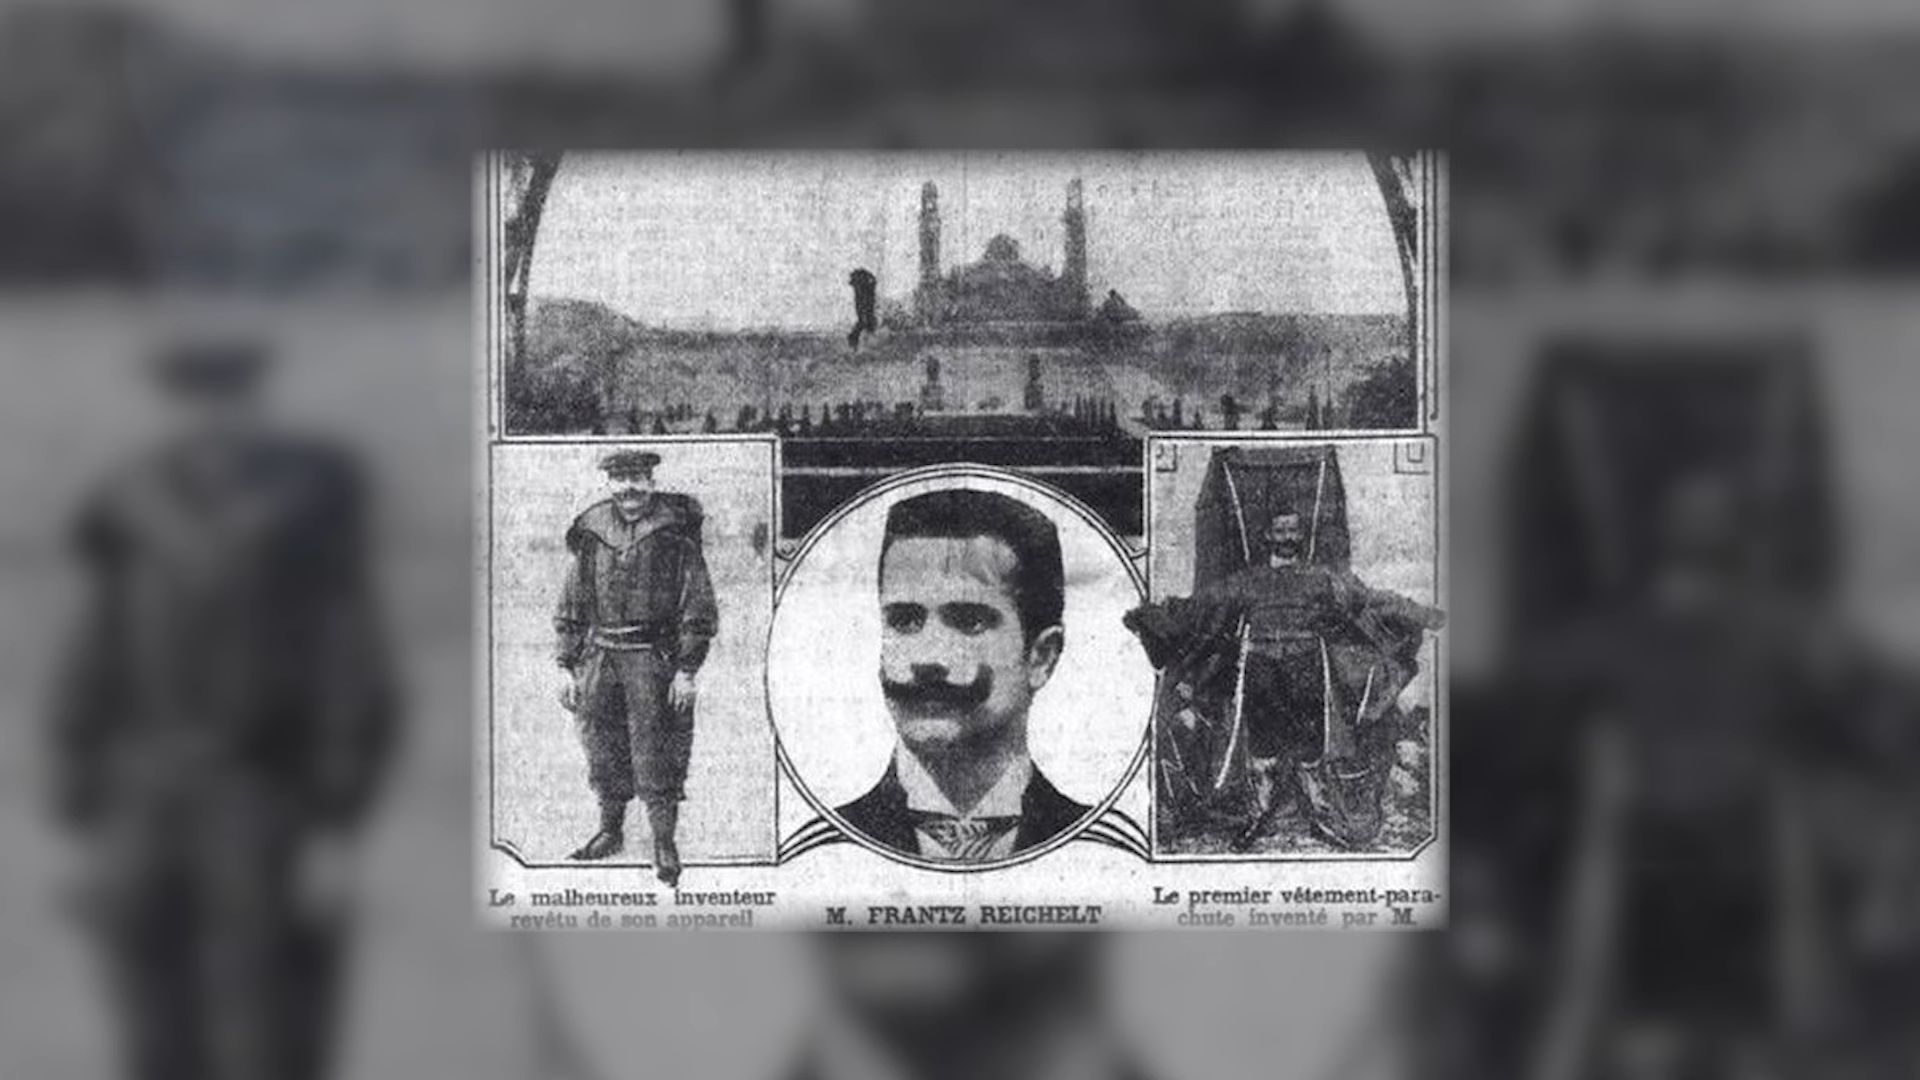 Le malheureux inventeur
revêtu de son appareil
M. FRANTZ REICHELT
Le premier vêtement-para-
chute inventé par M.